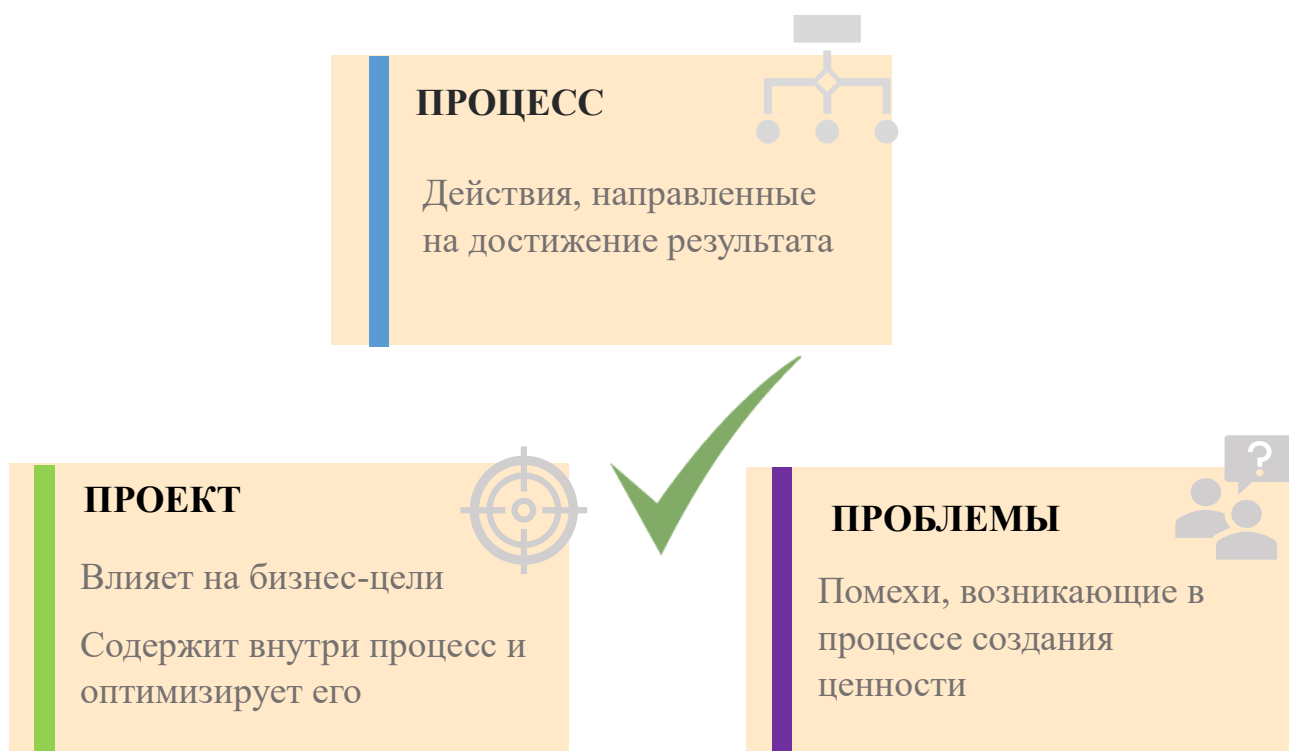 ПРОЦЕСС
Действия, направленные
на достижение результата
ПРОЕКТ
Влияет на бизнес-цели
Содержит внутри процесс и
оптимизирует его
?
ПРОБЛЕМЫ
Помехи, возникающие в
процессе создания
ценности